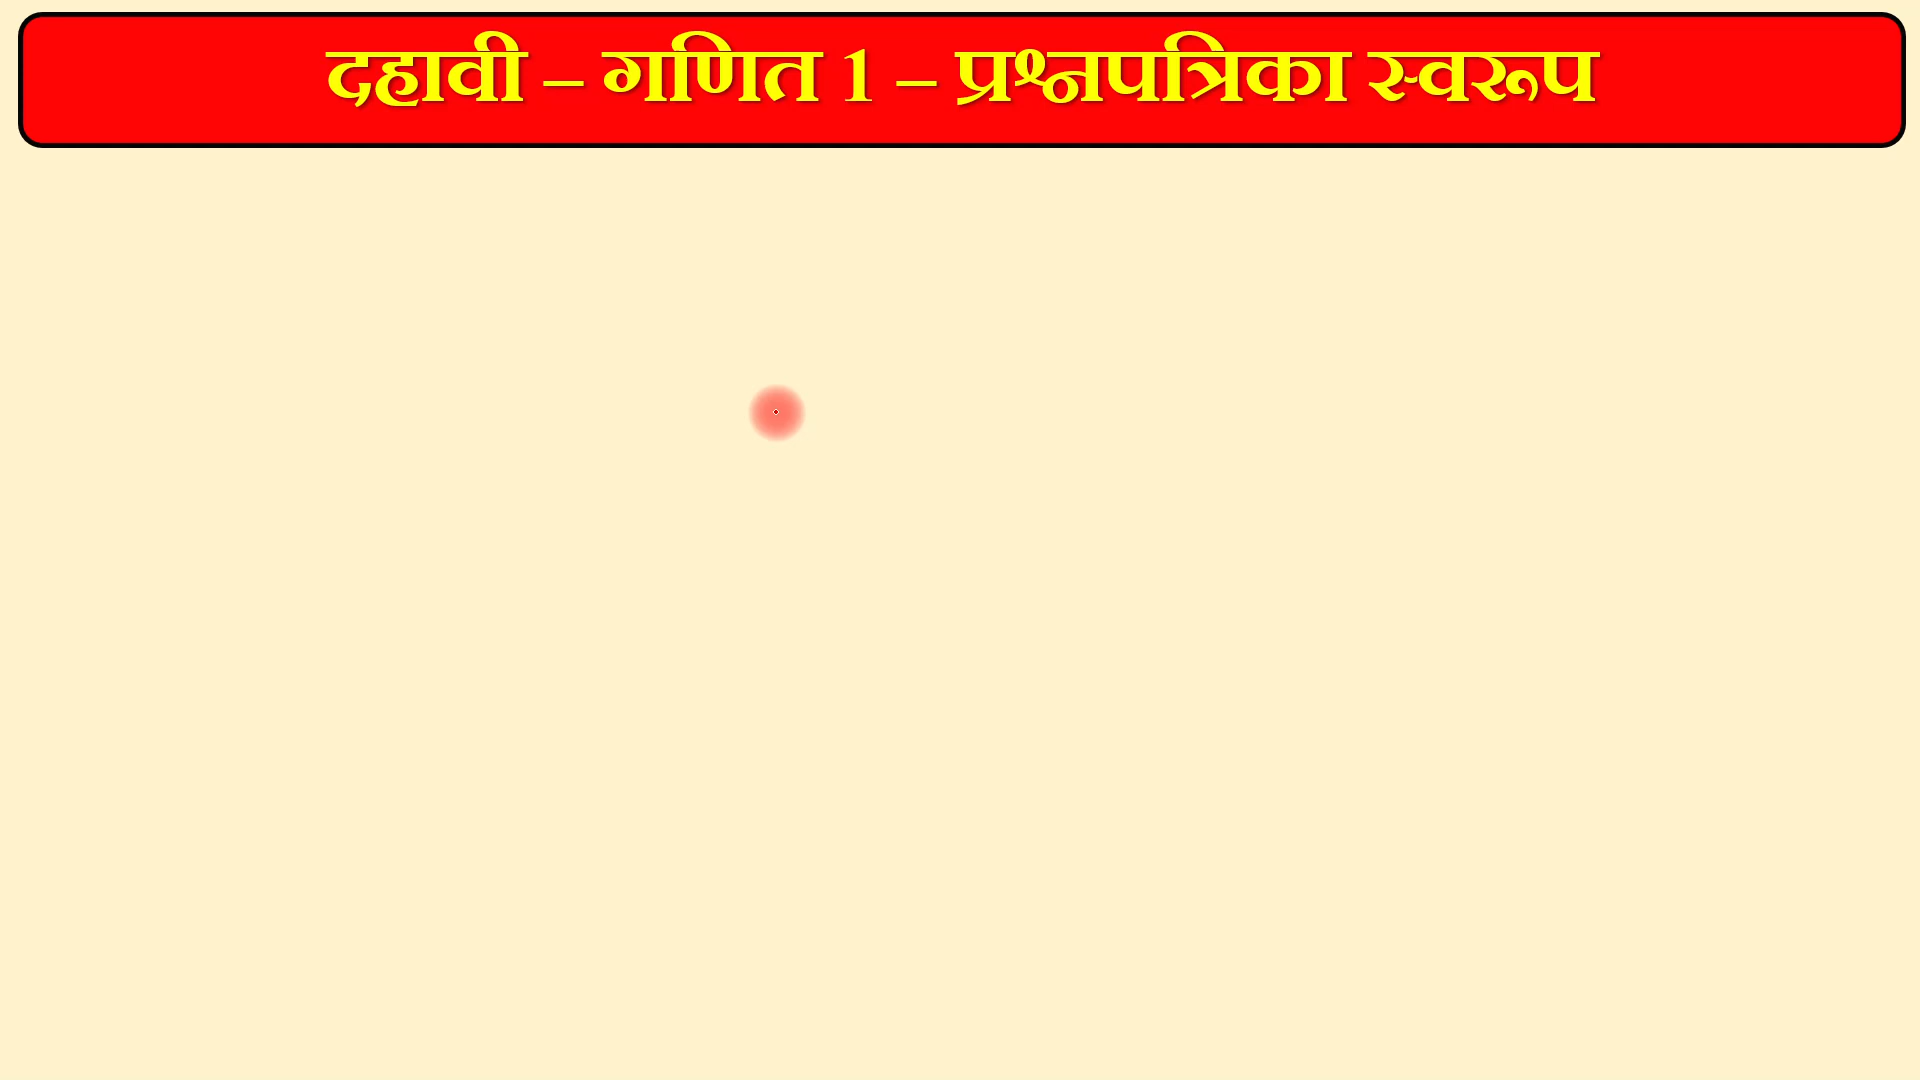 दहावी – गणित 1 – प्रश्नपत्रिका स्वरूप